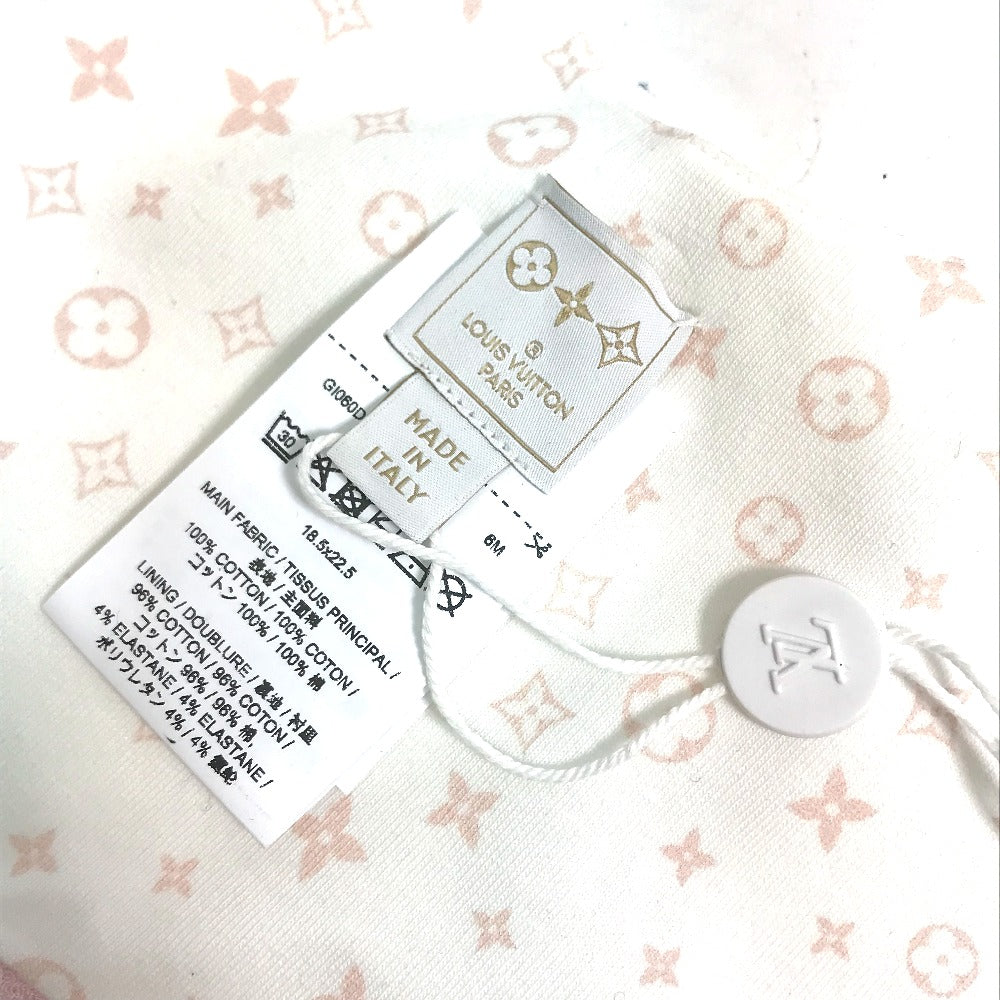 ®
LOUIS VUITTON
PARIS
MADE
IN
ITALY
GI060D
30
6M
18.5x22.5
MAIN FABRIC / TISSUS PRINCIPAL /
表地 / 主面料
100% COTTON / 100% COTON /
コットン 100% / 100% 棉
LINING / DOUBLURE / 裏地 / 衬里
96% COTTON / 96% COTON /
コットン 96% / 96% 棉,
4% ELASTANE / 4% ELASTANE /
ポリウレタン 4% / 4% 氨纶
LV